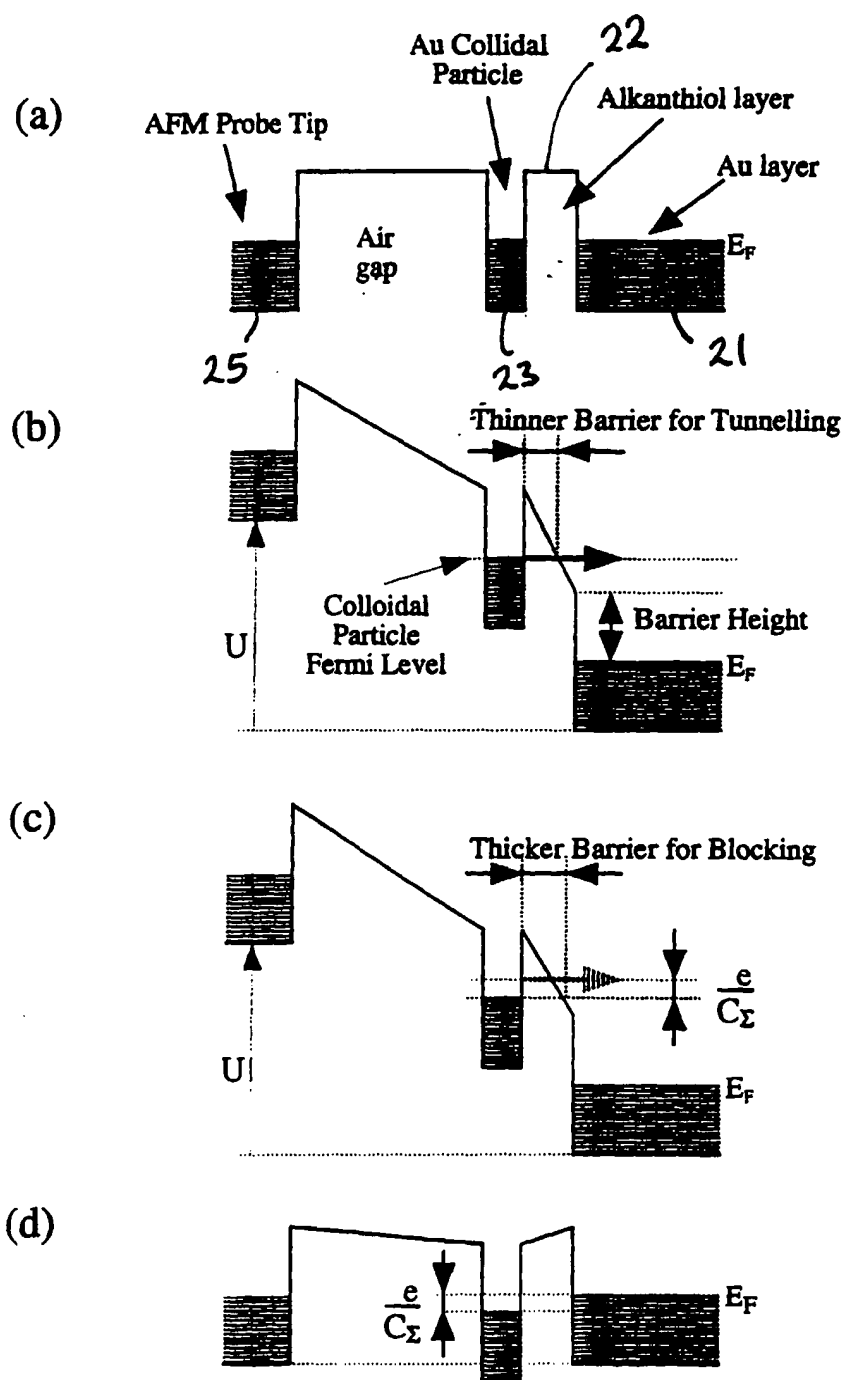 (a)
Au Collidal
Particle
22
Alkanthiol layer
AFM Probe Tip
Au layer
Air
gap
E_F
25
23
21
(b)
Thinner Barrier for Tunnelling
Colloidal
Particle
Fermi Level
Barrier Height
U
E_F
(c)
Thicker Barrier for Blocking
e
C_Σ
U
E_F
(d)
e
C_Σ
E_F